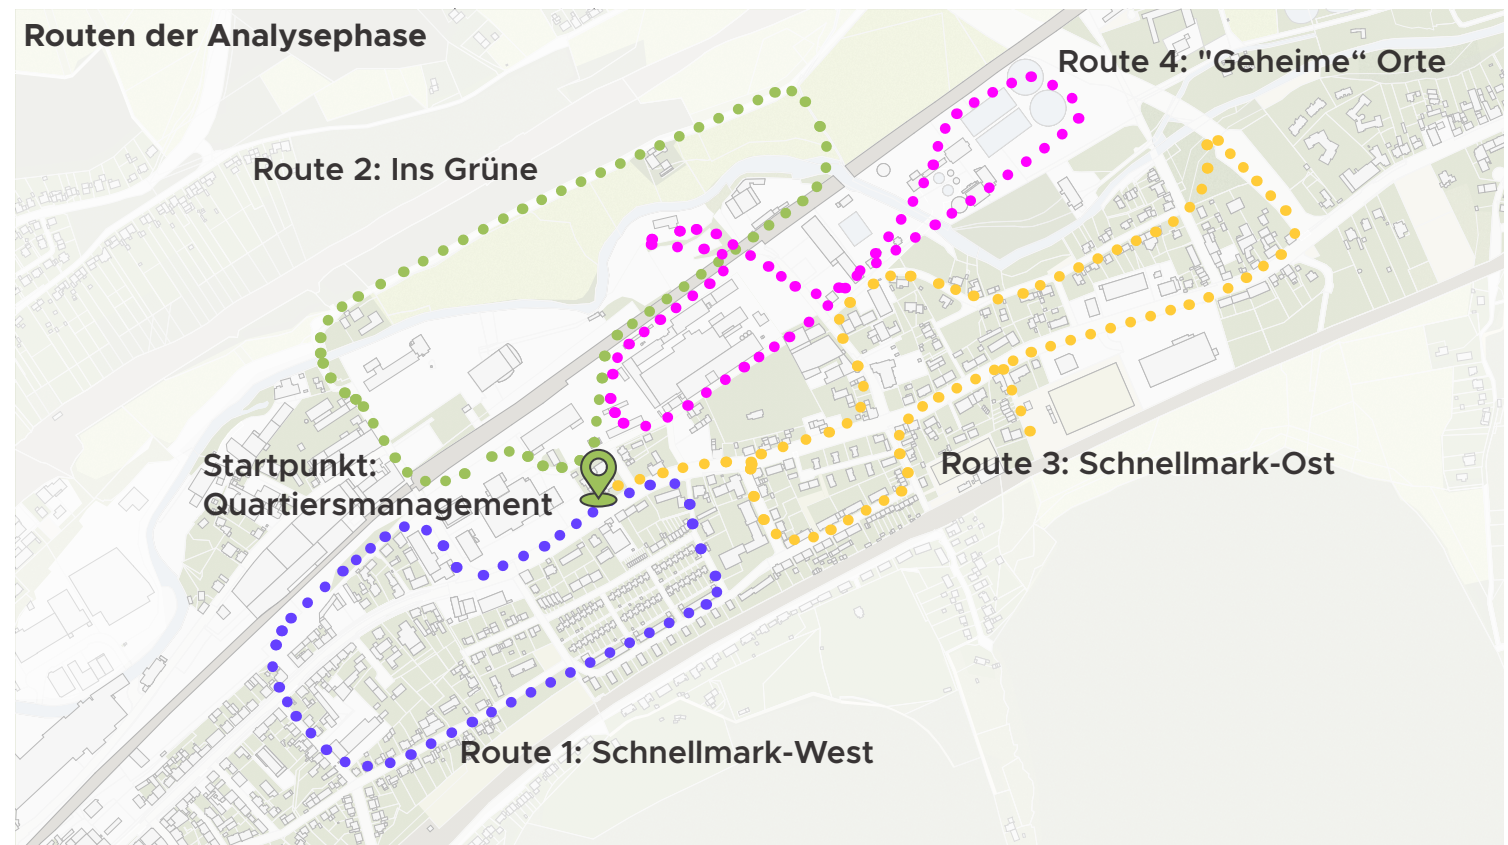 Routen der Analysephase
Route 4: "Geheime“ Orte
Route 2: Ins Grüne
Startpunkt:
Quartiersmanagement
Route 3: Schnellmark-Ost
Route 1: Schnellmark-West